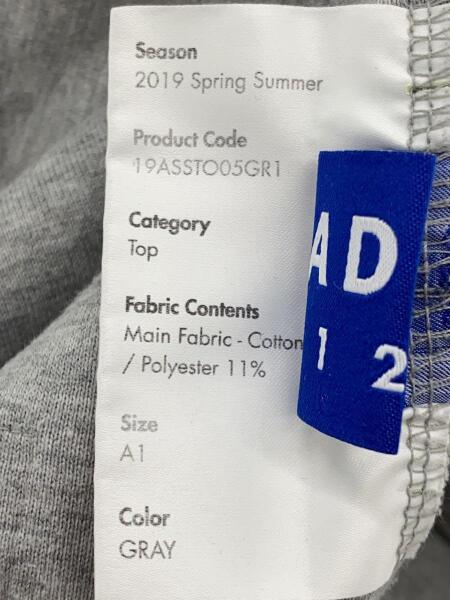 Season
2019 Spring Summer
Product Code
19ASSTO05GR1
Category
Top
Fabric Contents
Main Fabric - Cotton
/ Polyester 11%
Size
A1
Color
GRAY
AD
1 2